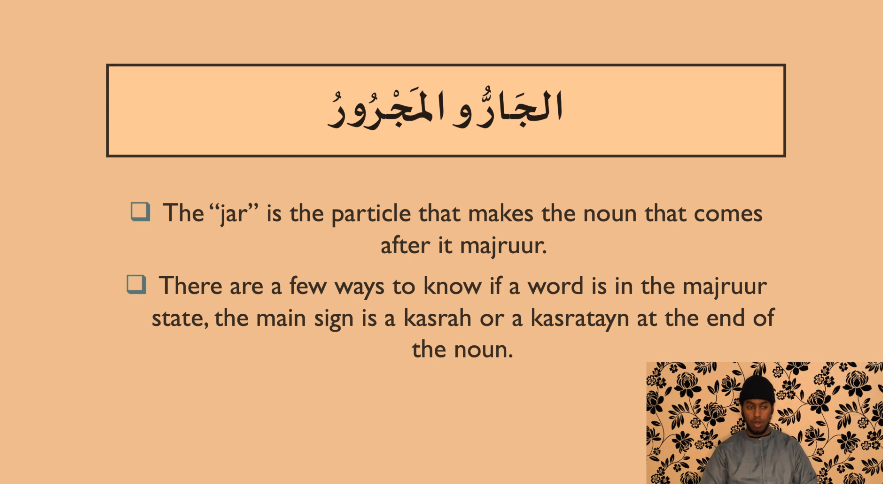 الجَارُّ و المَجْرُورُ
The “jar” is the particle that makes the noun that comes
after it majruur.
There are a few ways to know if a word is in the majruur
state, the main sign is a kasrah or a kasratayn at the end of
the noun.